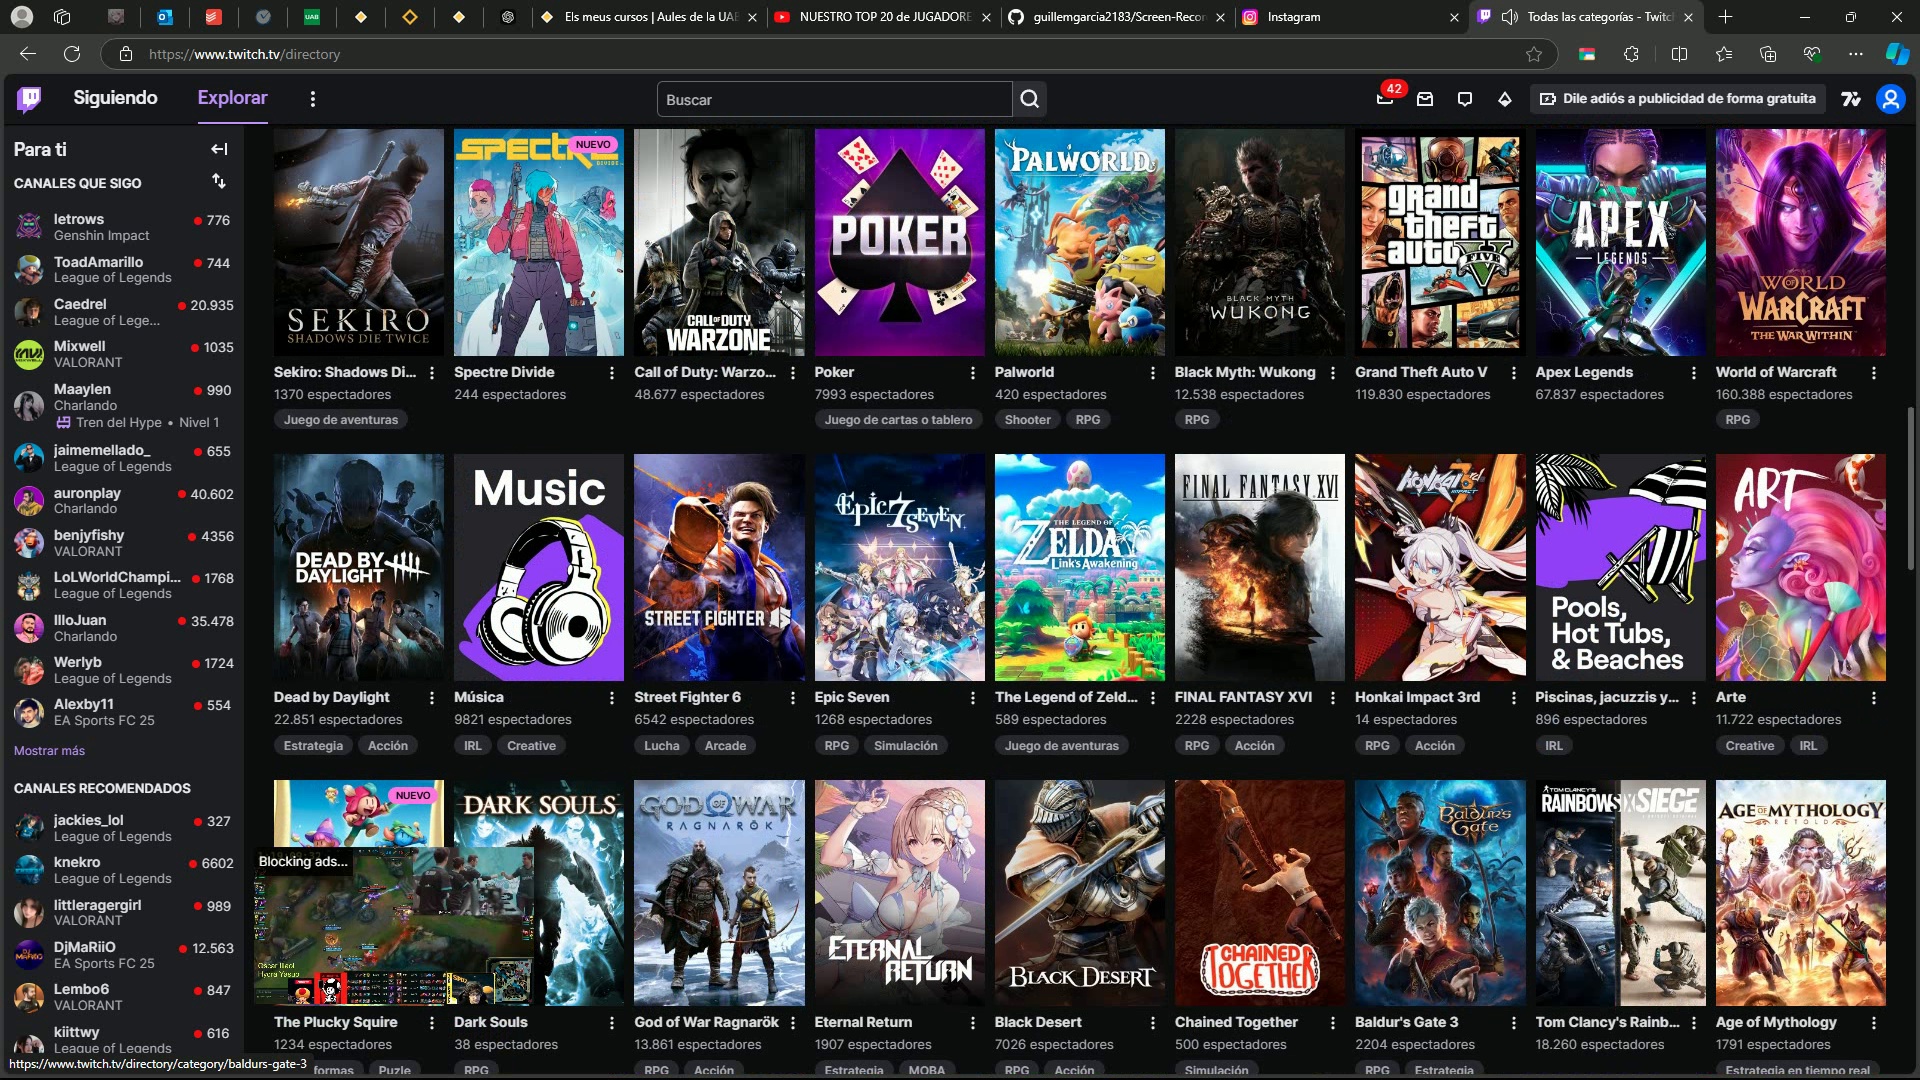 Els meus cursos | Aules de la UAB
NUESTRO TOP 20 de JUGADORE
guillemgarcia2183/Screen-Recor
Instagram
Todas las categorías - Twitch
https://www.twitch.tv/directory
Siguiendo
Explorar
Buscar
42
Dile adiós a publicidad de forma gratuita
Para ti
CANALES QUE SIGO
letrows 776
Genshin Impact
ToadAmarillo 744
League of Legends
Caedrel 20.935
League of Lege...
Mixwell 1035
VALORANT
Maaylen 990
Charlando
Tren del Hype • Nivel 1
jaimemellado_ 655
League of Legends
auronplay 40.602
Charlando
benjyfishy 4356
VALORANT
LoLWorldChampi... 1768
League of Legends
IlloJuan 35.478
Charlando
Werlyb 1724
League of Legends
Alexby11 554
EA Sports FC 25
Mostrar más
CANALES RECOMENDADOS
jackies_lol 327
League of Legends
knekro 6602
League of Legends
littleragergirl 989
VALORANT
DjMaRiiO 12.563
EA Sports FC 25
Lembo6 847
VALORANT
kiittwy 616
League of Legends
https://www.twitch.tv/directory/category/baldurs-gate-3
SEKIRO
SHADOWS DIE TWICE
Sekiro: Shadows Di...
1370 espectadores
Juego de aventuras
SPECTRE
NUEVO
Spectre Divide
244 espectadores
CALL OF DUTY
WARZONE
Call of Duty: Warzo...
48.677 espectadores
POKER
Poker
7993 espectadores
Juego de cartas o tablero
PALWORLD
Palworld
420 espectadores
Shooter RPG
BLACK MYTH
WUKONG
Black Myth: Wukong
12.538 espectadores
RPG
grand
theft
auto
V
FIVE
Grand Theft Auto V
119.830 espectadores
APEX
LEGENDS
Apex Legends
67.837 espectadores
WORLD
OF
WARCRAFT
THE WAR WITHIN
World of Warcraft
160.388 espectadores
RPG
DEAD BY
DAYLIGHT
Dead by Daylight
22.851 espectadores
Estrategia Acción
Music
Música
9821 espectadores
IRL Creative
STREET FIGHTER 6
Street Fighter 6
6542 espectadores
Lucha Arcade
Epic 7 SEVEN
Epic Seven
1268 espectadores
RPG Simulación
THE LEGEND OF
ZELDA
Link's Awakening
The Legend of Zeld...
589 espectadores
Juego de aventuras
FINAL FANTASY XVI
FINAL FANTASY XVI
2228 espectadores
RPG Acción
Honkai 3rd
IMPACT
Honkai Impact 3rd
14 espectadores
RPG Acción
Pools,
Hot Tubs,
& Beaches
Piscinas, jacuzzis y...
896 espectadores
IRL
ART
Arte
11.722 espectadores
Creative IRL
NUEVO
Blocking ads...
The Plucky Squire
1234 espectadores
formas Puzle
DARK SOULS
Dark Souls
38 espectadores
RPG
GOD OF WAR
RAGNARÖK
God of War Ragnarök
13.861 espectadores
RPG Acción
ETERNAL
RETURN
Eternal Return
1907 espectadores
Estrategia MOBA
BLACK DESERT
Black Desert
7026 espectadores
RPG Acción
CHAINED
TOGETHER
Chained Together
500 espectadores
Simulación
Baldur's
Gate
Baldur's Gate 3
2204 espectadores
RPG Estrategia
TOM CLANCY'S
RAINBOW SIX SIEGE
Tom Clancy's Rainb...
18.260 espectadores
AGE OF MYTHOLOGY
RETOLD
Age of Mythology
1791 espectadores
Estrategia en tiempo real